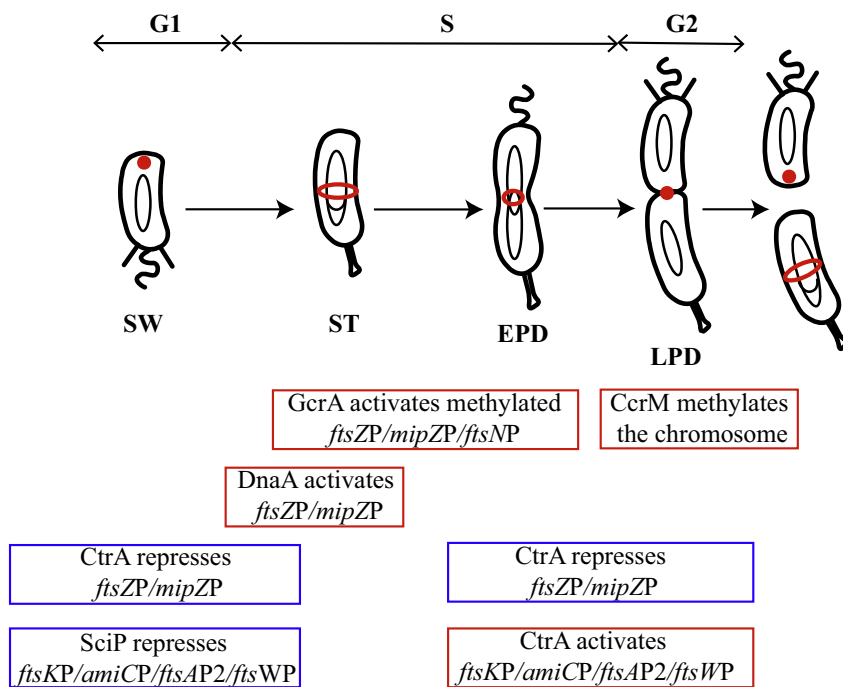 G1
S
G2
SW
ST
EPD
LPD
GcrA activates methylated
ftsZP/mipZP/ftsNP
CcrM methylates
the chromosome
DnaA activates
ftsZP/mipZP
CtrA represses
ftsZP/mipZP
CtrA represses
ftsZP/mipZP
SciP represses
ftsKP/amiCP/ftsAP2/ftsWP
CtrA activates
ftsKP/amiCP/ftsAP2/ftsWP